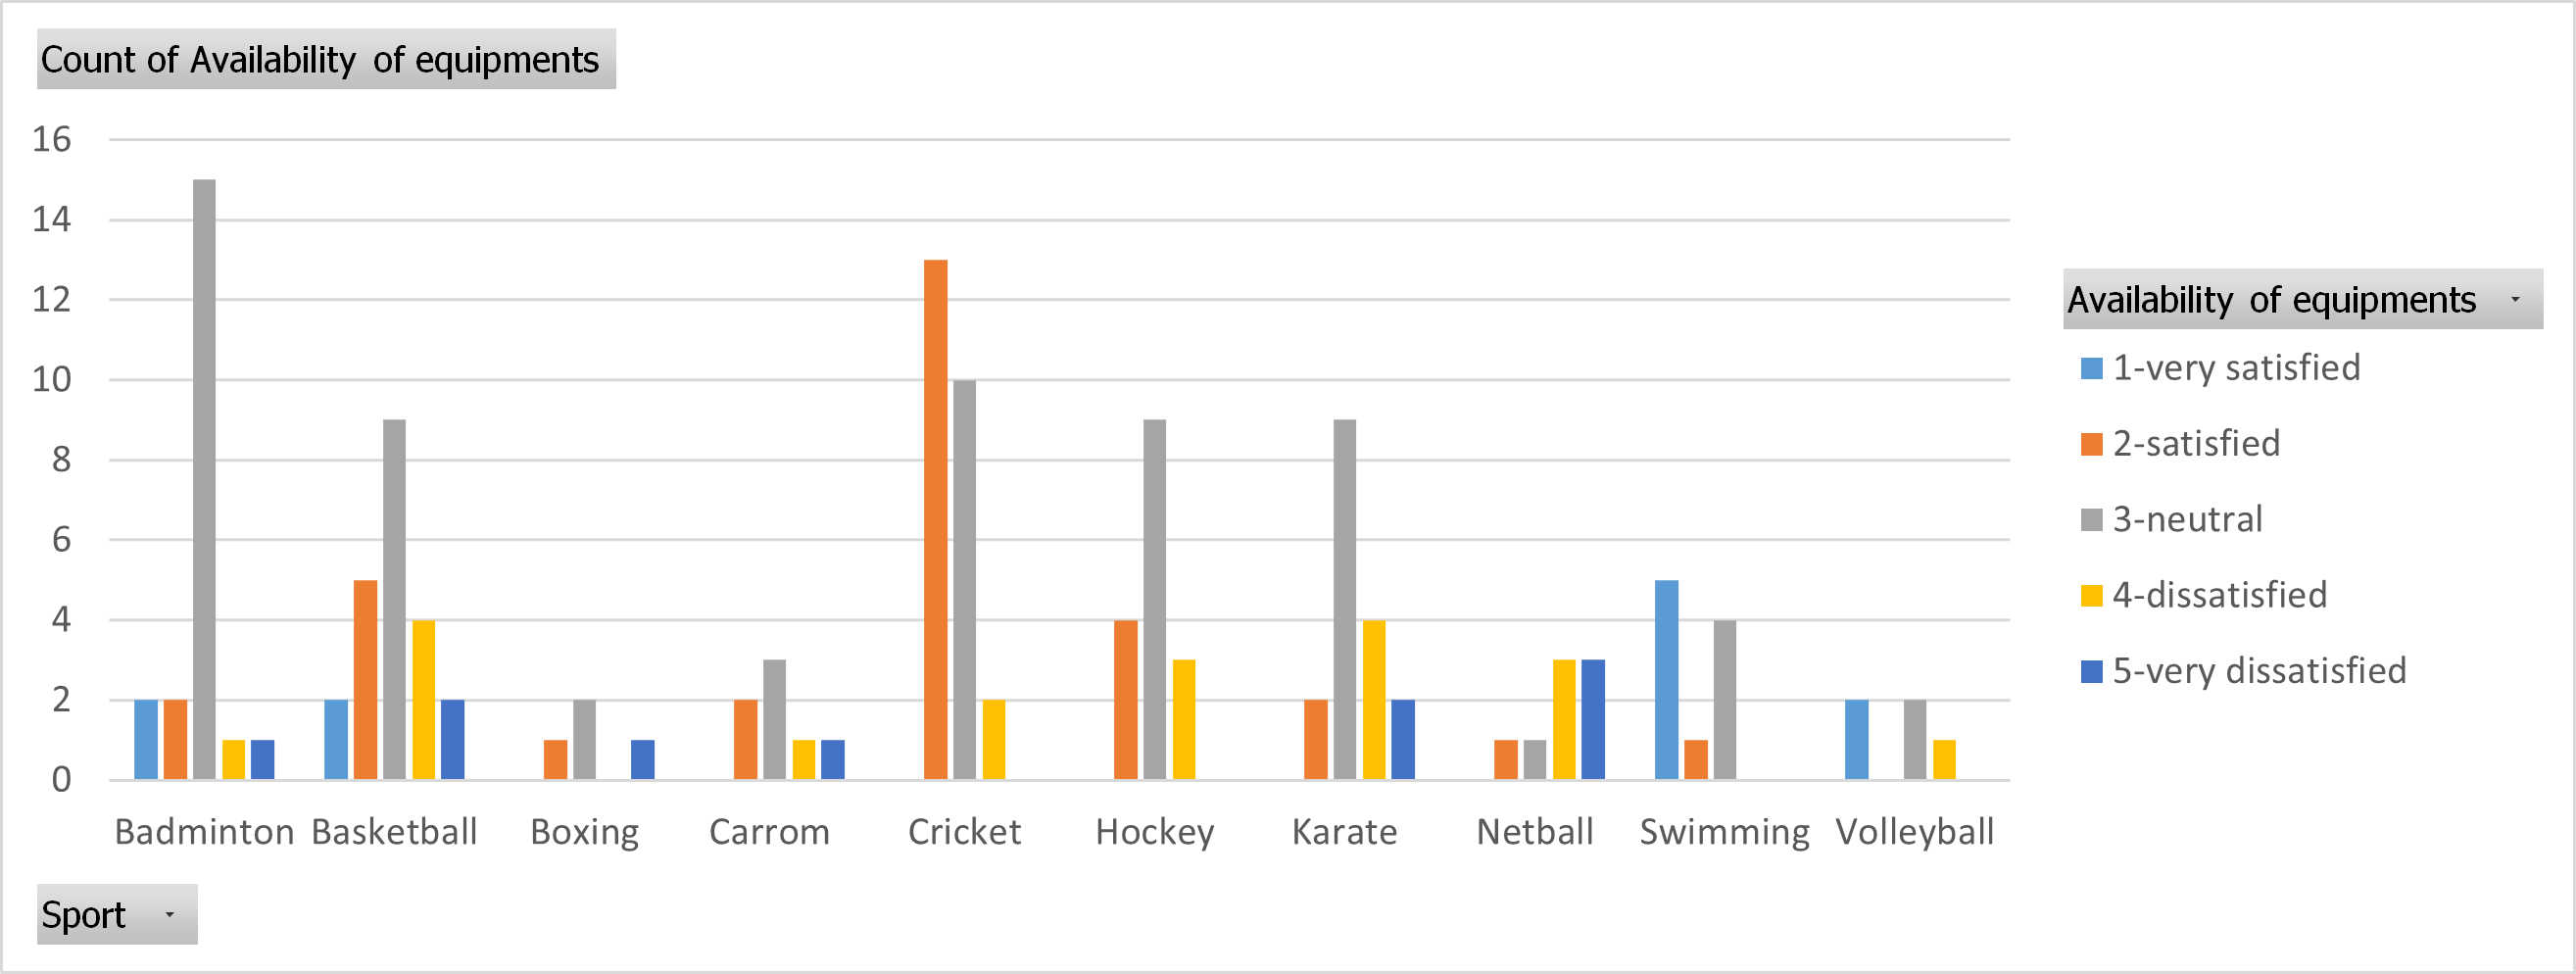 Count of Availability of equipments
16
14
12
10
8
6
4
2
0
Badminton Basketball Boxing Carrom Cricket Hockey Karate Netball Swimming Volleyball
Sport
Availability of equipments
1-very satisfied
2-satisfied
3-neutral
4-dissatisfied
5-very dissatisfied